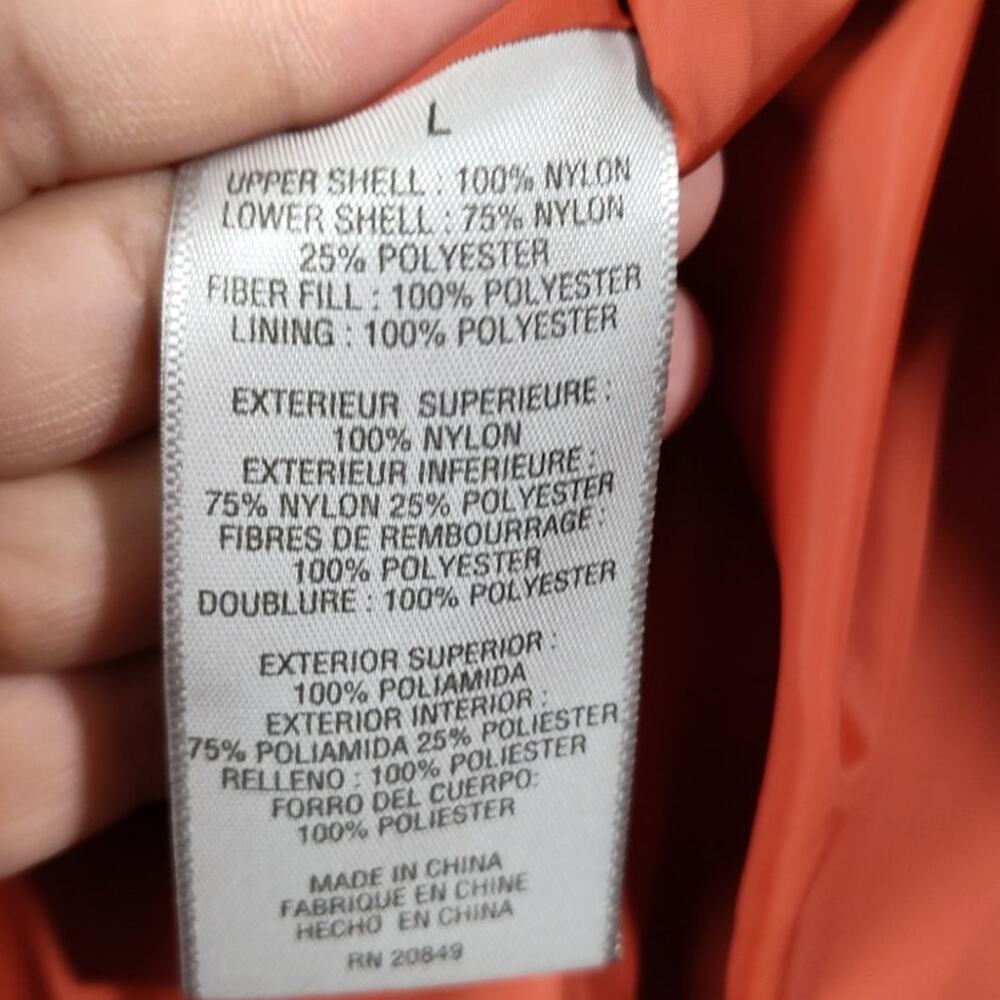 L
UPPER SHELL : 100% NYLON
LOWER SHELL : 75% NYLON
25% POLYESTER
FIBER FILL : 100% POLYESTER
LINING : 100% POLYESTER
EXTERIEUR SUPERIEURE :
100% NYLON
EXTERIEUR INFERIEURE :
75% NYLON 25% POLYESTER
FIBRES DE REMBOURRAGE :
100% POLYESTER
DOUBLURE : 100% POLYESTER
EXTERIOR SUPERIOR :
100% POLIAMIDA
EXTERIOR INTERIOR :
75% POLIAMIDA 25% POLIESTER
RELLENO : 100% POLIESTER
FORRO DEL CUERPO:
100% POLIESTER
MADE IN CHINA
FABRIQUE EN CHINE
HECHO EN CHINA
RN 20849